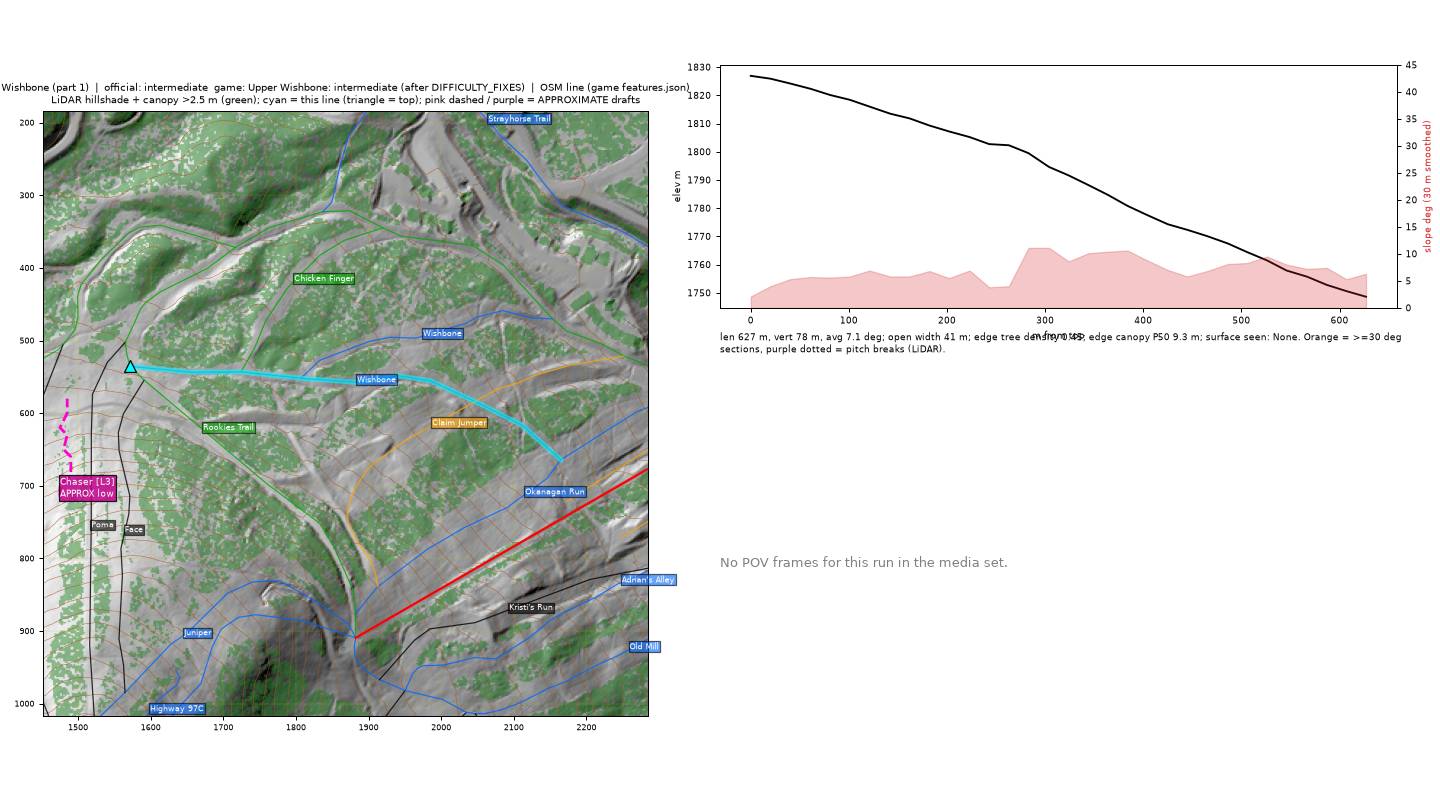 Wishbone (part 1)  |  official: intermediate  game: Upper Wishbone: intermediate (after DIFFICULTY_FIXES)  |  OSM line (game features.json)
LiDAR hillshade + canopy >2.5 m (green); cyan = this line (triangle = top); pink dashed / purple = APPROXIMATE drafts
200
300
400
500
600
700
800
900
1000
1500
1600
1700
1800
1900
2000
2100
2200
Strayhorse Trail
Chicken Finger
Wishbone
Wishbone
Claim Jumper
Rookies Trail
Chaser [L3]
APPROX low
Okanagan Run
Poma
Face
Adrian's Alley
Kristi's Run
Juniper
Old Mill
Highway 97C
1830
1820
1810
1800
1790
1780
1770
1760
1750
elev m
45
40
35
30
25
20
15
10
5
0
slope deg (30 m smoothed)
0
100
200
300
400
500
600
m from top
len 627 m, vert 78 m, avg 7.1 deg; open width 41 m; edge tree density 0.45, edge canopy P50 9.3 m; surface seen: None. Orange = >=30 deg
sections, purple dotted = pitch breaks (LiDAR).
No POV frames for this run in the media set.